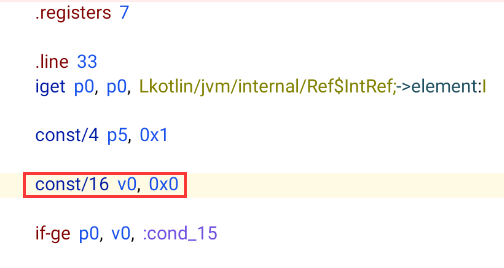 .registers 7
.line 33
iget p0, p0, Lkotlin/jvm/internal/Ref$IntRef;->element:I
const/4 p5, 0x1
const/16 v0, 0x0
if-ge p0, v0, :cond_15